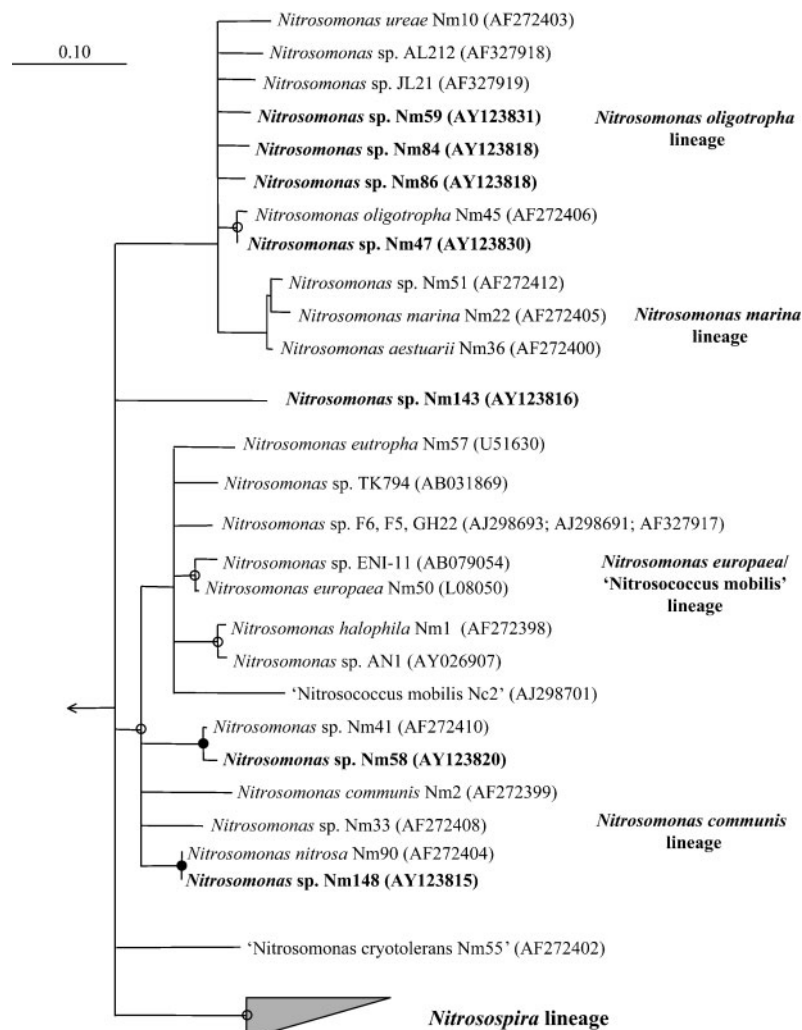 Nitrosomonas ureae Nm10 (AF272403)
0.10
Nitrosomonas sp. AL212 (AF327918)
Nitrosomonas sp. JL21 (AF327919)
Nitrosomonas sp. Nm59 (AY123831)
Nitrosomonas oligotropha
lineage
Nitrosomonas sp. Nm84 (AY123818)
Nitrosomonas sp. Nm86 (AY123818)
Nitrosomonas oligotropha Nm45 (AF272406)
Nitrosomonas sp. Nm47 (AY123830)
Nitrosomonas sp. Nm51 (AF272412)
Nitrosomonas marina Nm22 (AF272405)
Nitrosomonas marina
lineage
Nitrosomonas aestuarii Nm36 (AF272400)
Nitrosomonas sp. Nm143 (AY123816)
Nitrosomonas eutropha Nm57 (U51630)
Nitrosomonas sp. TK794 (AB031869)
Nitrosomonas sp. F6, F5, GH22 (AJ298693; AJ298691; AF327917)
Nitrosomonas sp. ENI-11 (AB079054)
Nitrosomonas europaea/
‘Nitrosococcus mobilis’
lineage
Nitrosomonas europaea Nm50 (L08050)
Nitrosomonas halophila Nm1 (AF272398)
Nitrosomonas sp. AN1 (AY026907)
‘Nitrosococcus mobilis Nc2’ (AJ298701)
Nitrosomonas sp. Nm41 (AF272410)
Nitrosomonas sp. Nm58 (AY123820)
Nitrosomonas communis Nm2 (AF272399)
Nitrosomonas communis
lineage
Nitrosomonas sp. Nm33 (AF272408)
Nitrosomonas nitrosa Nm90 (AF272404)
Nitrosomonas sp. Nm148 (AY123815)
‘Nitrosomonas cryotolerans Nm55’ (AF272402)
Nitrosospira lineage